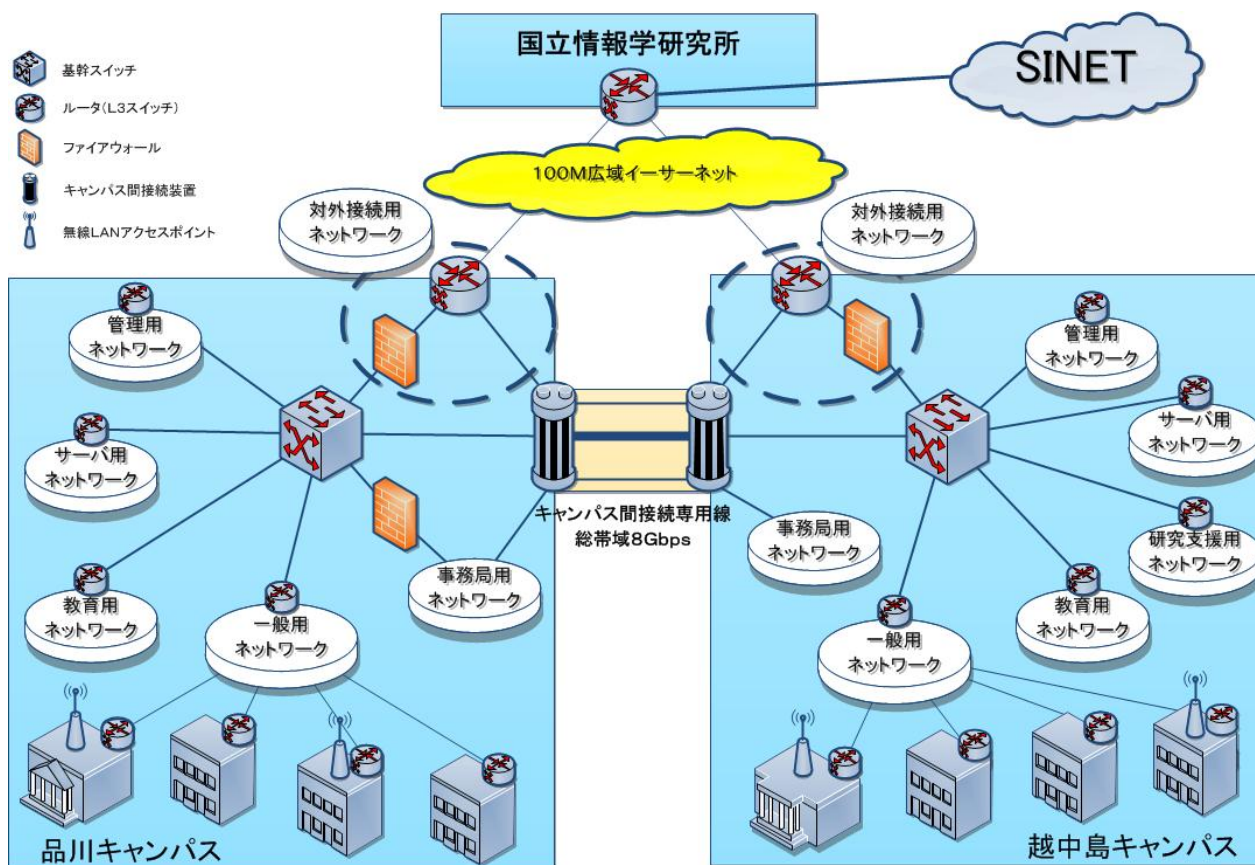 国立情報学研究所
SINET
基幹スイッチ
ルータ(L3スイッチ)
ファイアウォール
キャンパス間接続装置
無線LANアクセスポイント
100M広域イーサーネット
対外接続用
ネットワーク
対外接続用
ネットワーク
管理用
ネットワーク
サーバ用
ネットワーク
教育用
ネットワーク
一般用
ネットワーク
事務局用
ネットワーク
キャンパス間接続専用線
総帯域8Gbps
管理用
ネットワーク
サーバ用
ネットワーク
研究支援用
ネットワーク
事務局用
ネットワーク
教育用
ネットワーク
一般用
ネットワーク
品川キャンパス
越中島キャンパス